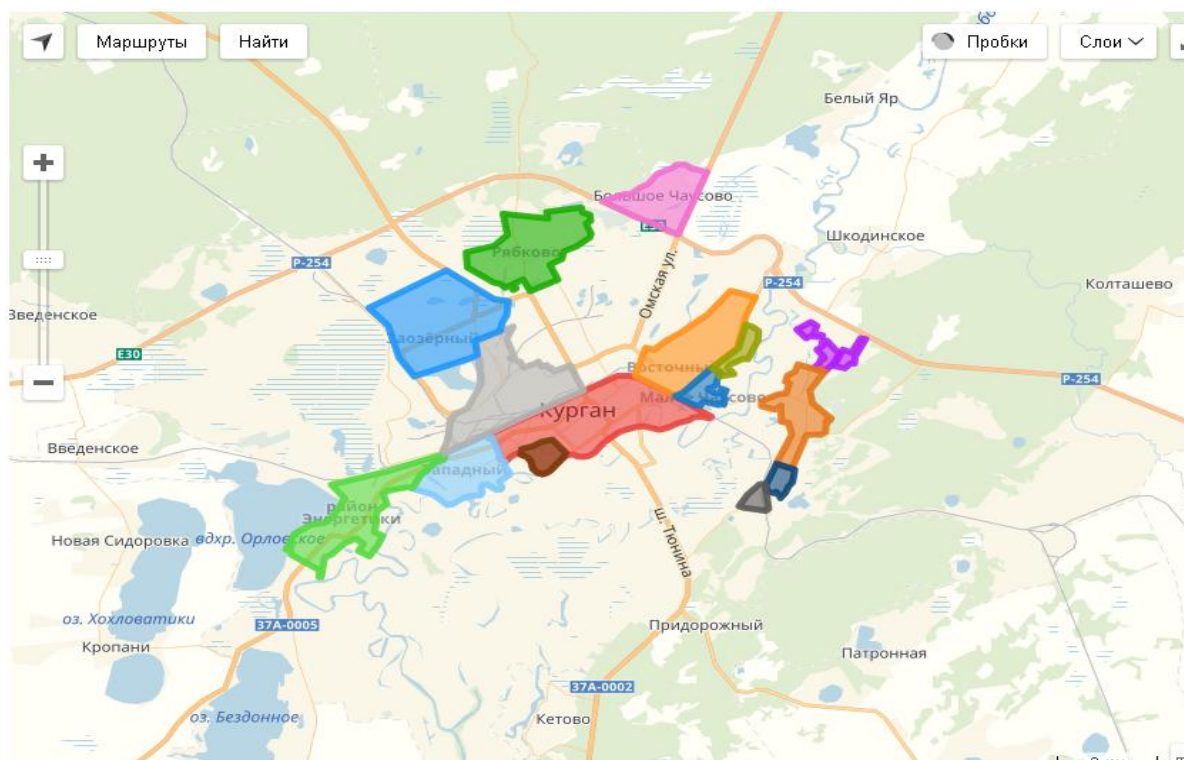 Маршруты
Найти
Пробки
Слои
Белый Яр
Большое Чаусово
Шкодинское
Рябково
Р-254
Р-254
Колташево
Введенское
Омская ул.
Заозёрный
E30
Восточный
Р-254
Малое Чаусово
Курган
Введенское
Западный
район
Энергетики
Новая Сидоровка
вдхр. Орловское
ш. Тюнина
оз. Хохловатики
37А-0005
Придорожный
Кропани
Патронная
37А-0002
оз. Бездонное
Кетово